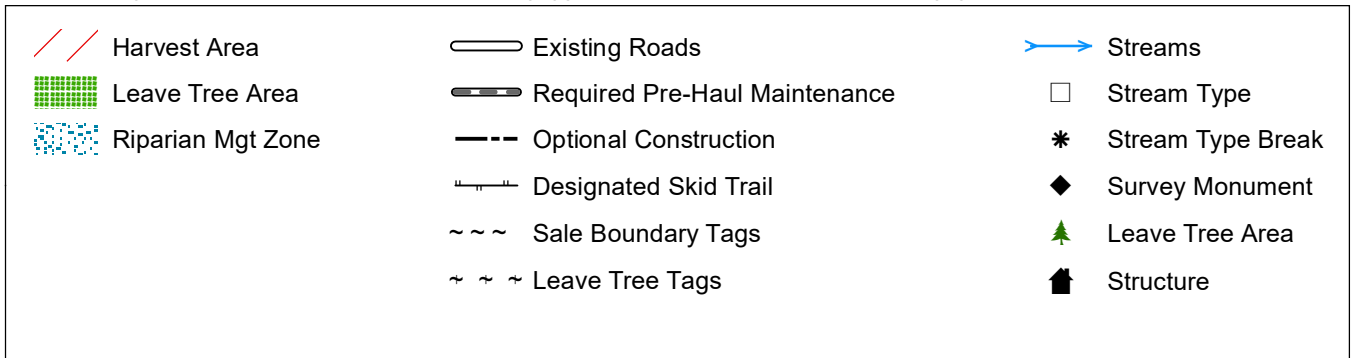 Harvest Area
Leave Tree Area
Riparian Mgt Zone
Existing Roads
Required Pre-Haul Maintenance
Optional Construction
Designated Skid Trail
Sale Boundary Tags
Leave Tree Tags
Streams
Stream Type
Stream Type Break
Survey Monument
Leave Tree Area
Structure